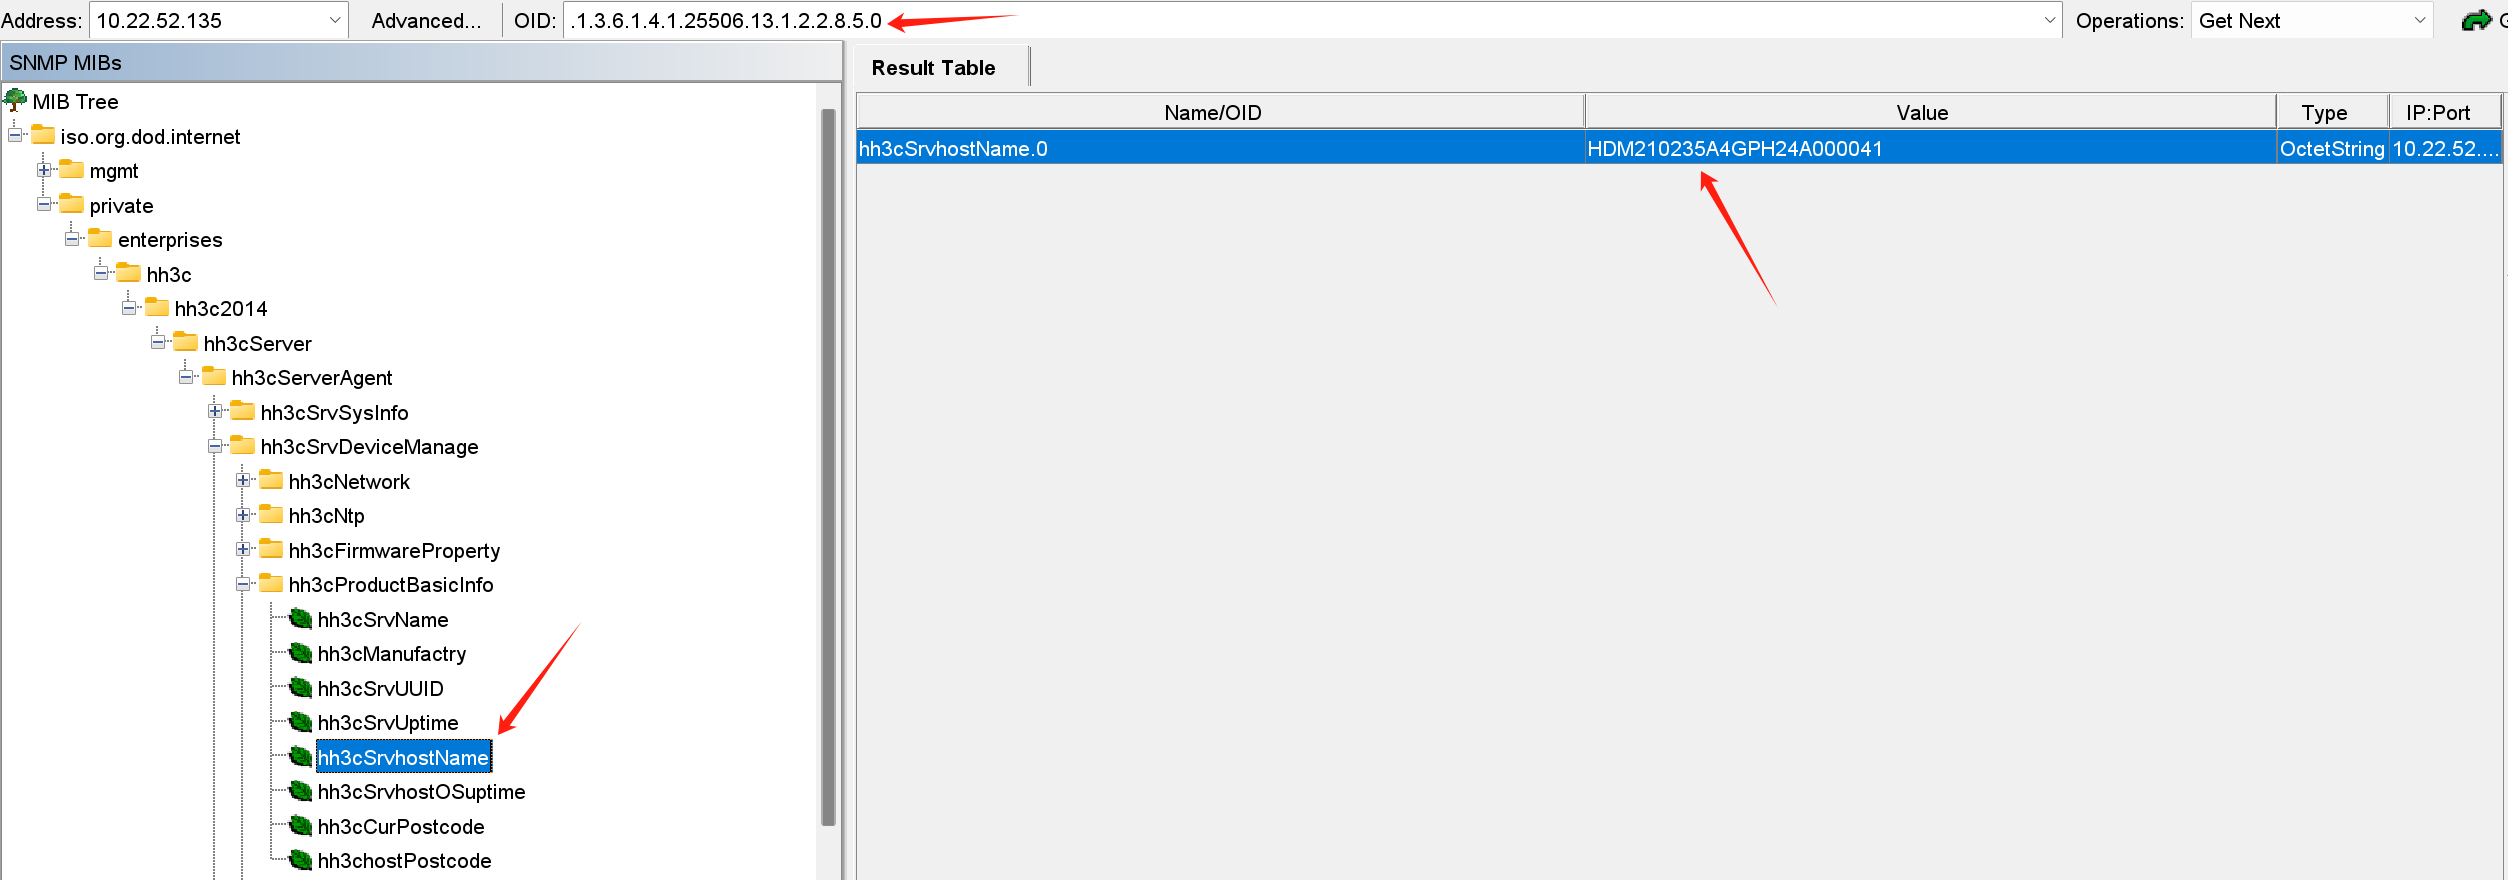 Address: 10.22.52.135 Advanced... OID: .1.3.6.1.4.1.25506.13.1.2.2.8.5.0 Operations: Get Next
SNMP MIBs
MIB Tree
iso.org.dod.internet
mgmt
private
enterprises
hh3c
hh3c2014
hh3cServer
hh3cServerAgent
hh3cSrvSysInfo
hh3cSrvDeviceManage
hh3cNetwork
hh3cNtp
hh3cFirmwareProperty
hh3cProductBasicInfo
hh3cSrvName
hh3cManufactry
hh3cSrvUUID
hh3cSrvUptime
hh3cSrvhostName
hh3cSrvhostOSuptime
hh3cCurPostcode
hh3chostPostcode
Result Table
Name/OID Value Type IP:Port
hh3cSrvhostName.0 HDM210235A4GPH24A000041 OctetString 10.22.52....